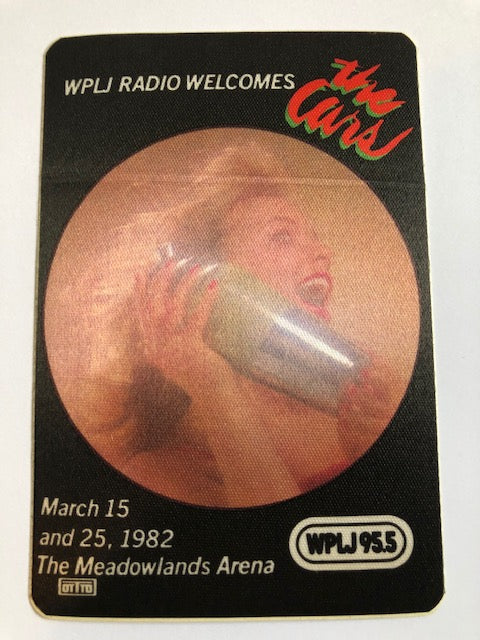 WPLJ RADIO WELCOMES
the
Cars
March 15
and 25, 1982
The Meadowlands Arena
OTTO
WPLJ 95.5